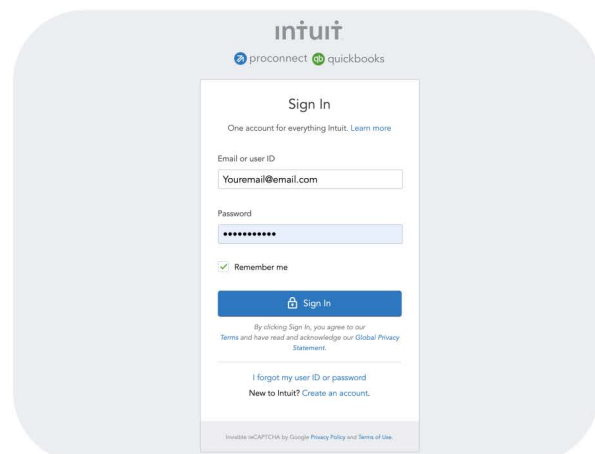 intuit
proconnect qb quickbooks
Sign In
One account for everything Intuit. Learn more
Email or user ID
Youremail@email.com
Password
•••••••••••
Remember me
Sign In
By clicking Sign In, you agree to our
Terms and have read and acknowledge our Global Privacy
Statement.
I forgot my user ID or password
New to Intuit? Create an account.
Invisible reCAPTCHA by Google Privacy Policy and Terms of Use.